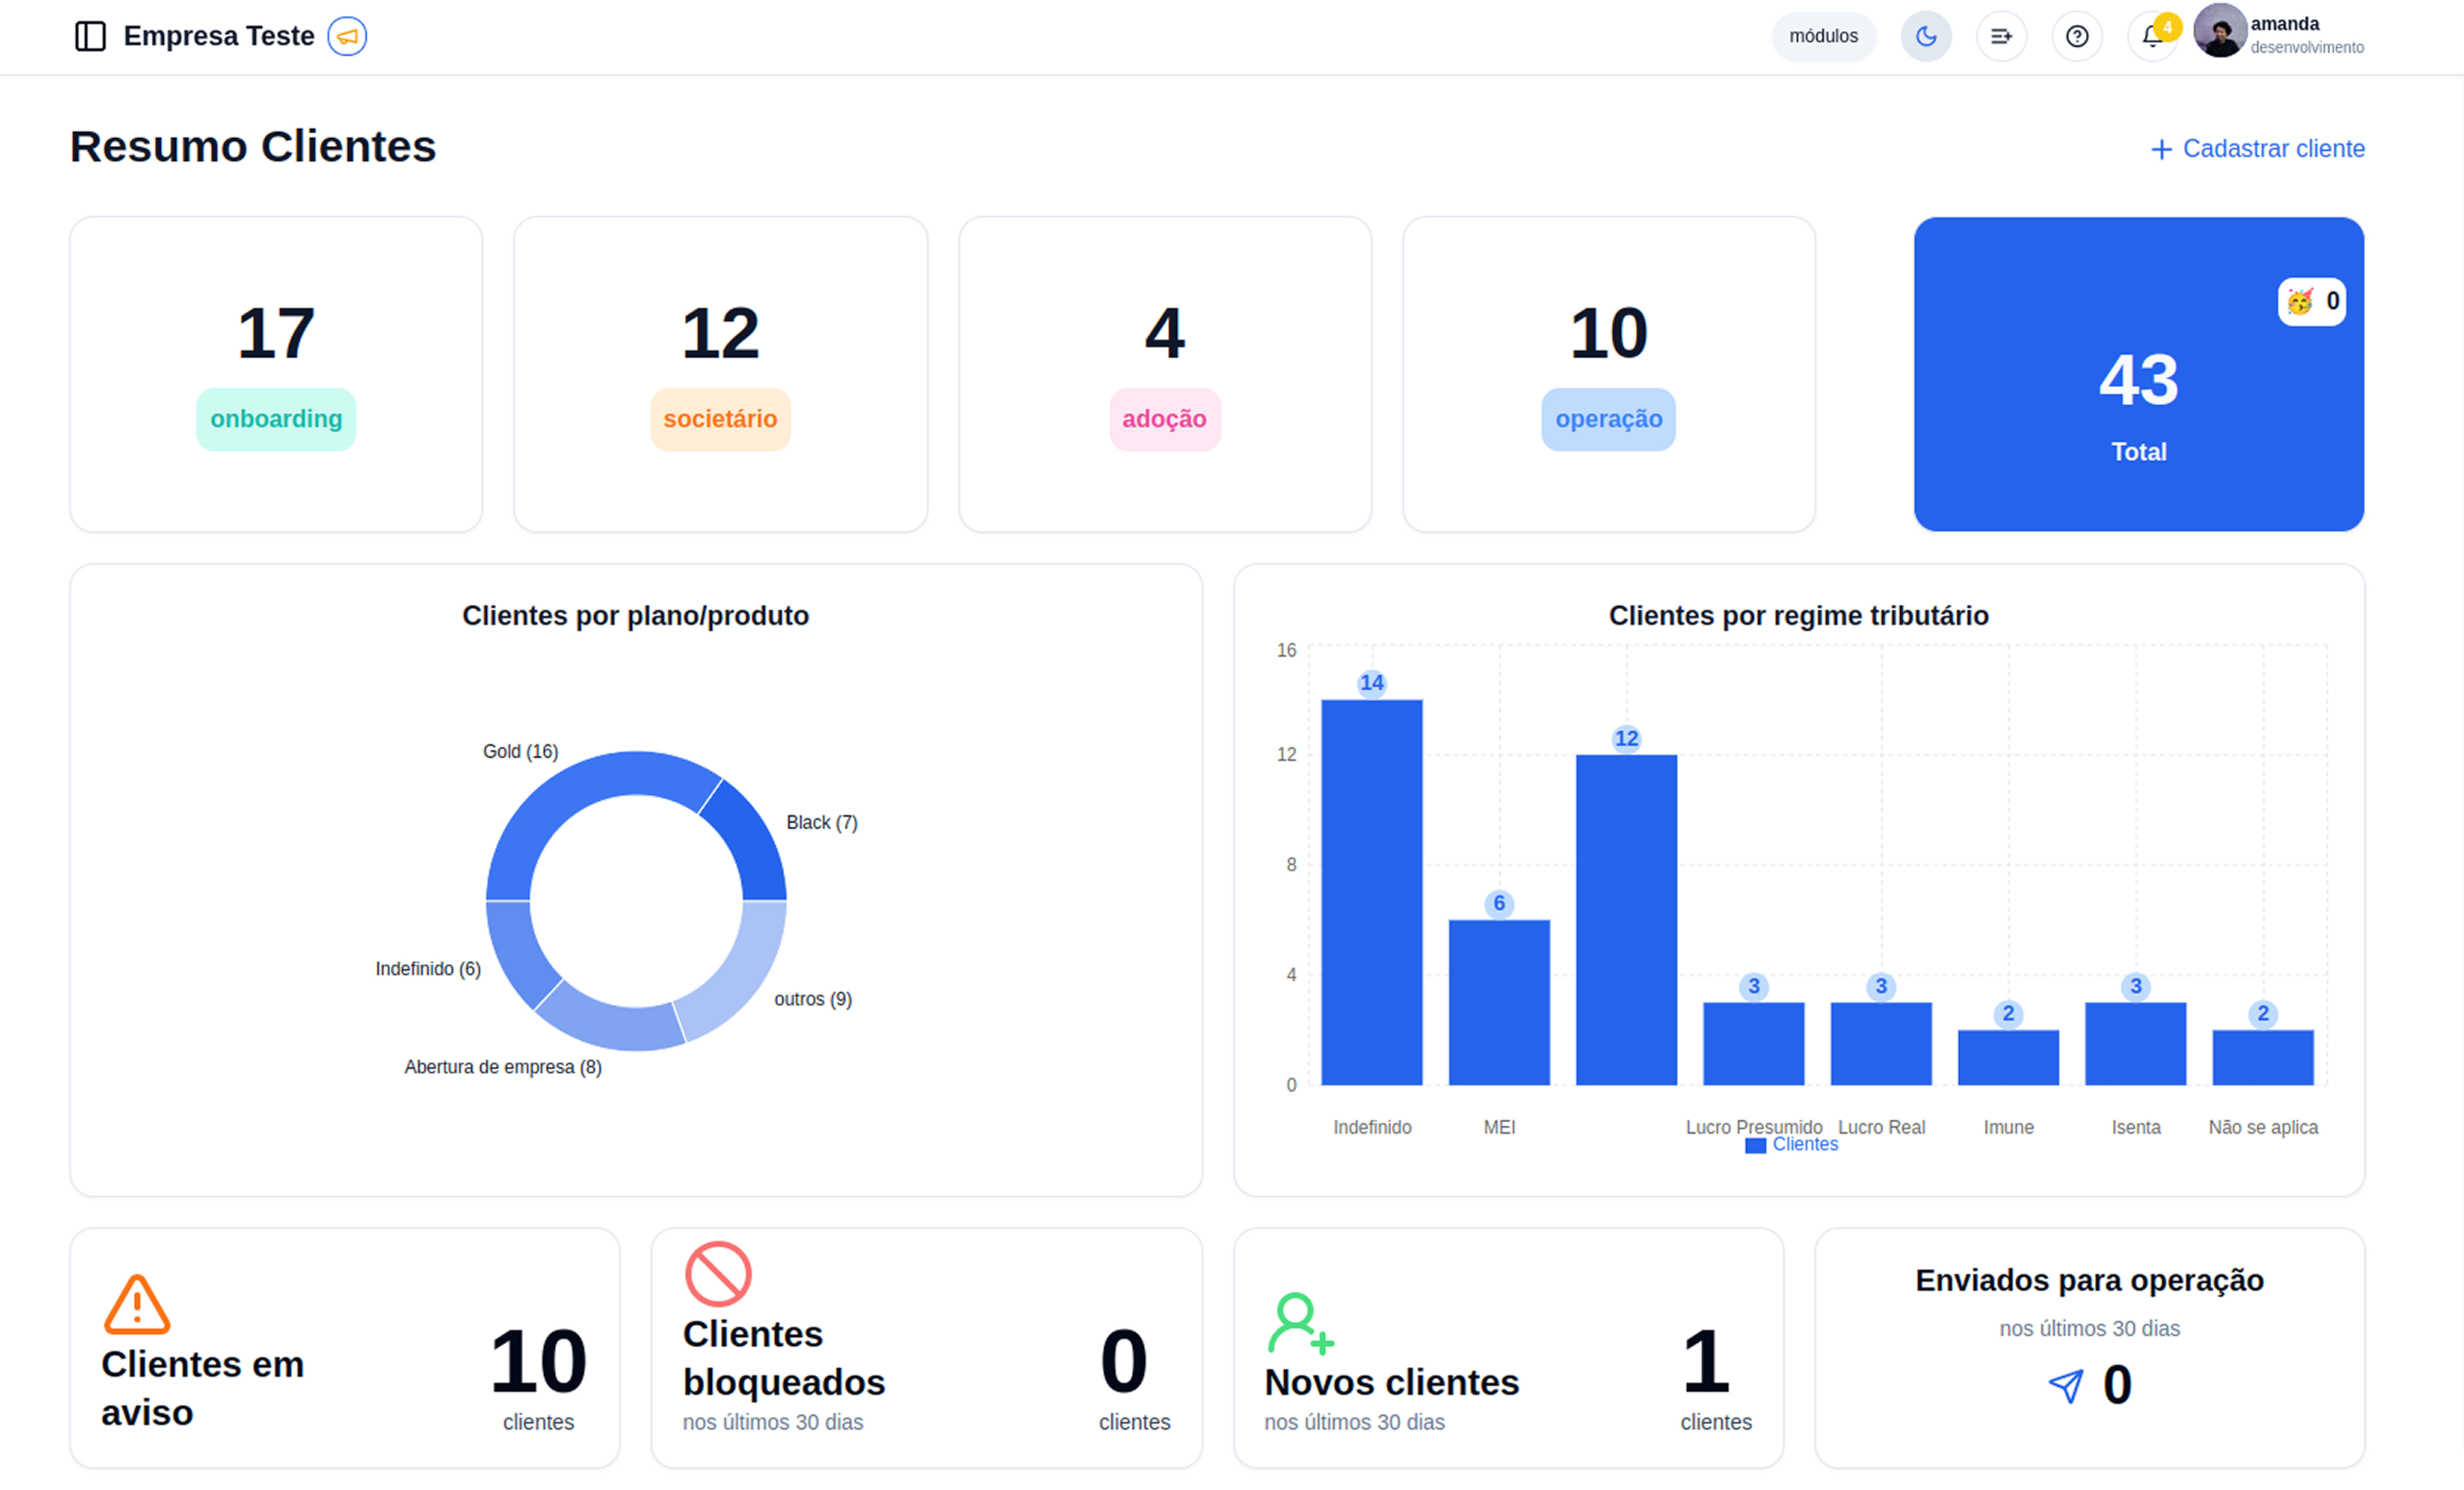 Empresa Teste
módulos
4
amanda
desenvolvimento
Resumo Clientes
+ Cadastrar cliente
17
onboarding
12
societário
4
adoção
10
operação
0
43
Total
Clientes por plano/produto
Gold (16)
Black (7)
Indefinido (6)
outros (9)
Abertura de empresa (8)
Clientes por regime tributário
16
12
8
4
0
14
6
12
3
3
2
3
2
Indefinido
MEI
Lucro Presumido
Lucro Real
Imune
Isenta
Não se aplica
Clientes
Clientes em
aviso
10
clientes
Clientes
bloqueados
nos últimos 30 dias
0
clientes
Novos clientes
nos últimos 30 dias
1
clientes
Enviados para operação
nos últimos 30 dias
0